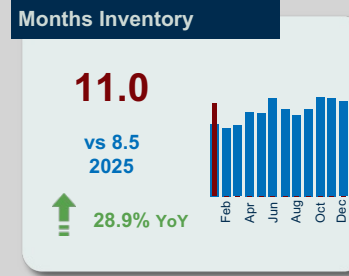 Months Inventory
11.0
vs 8.5
2025
28.9% YoY
Feb
Apr
Jun
Aug
Oct
Dec